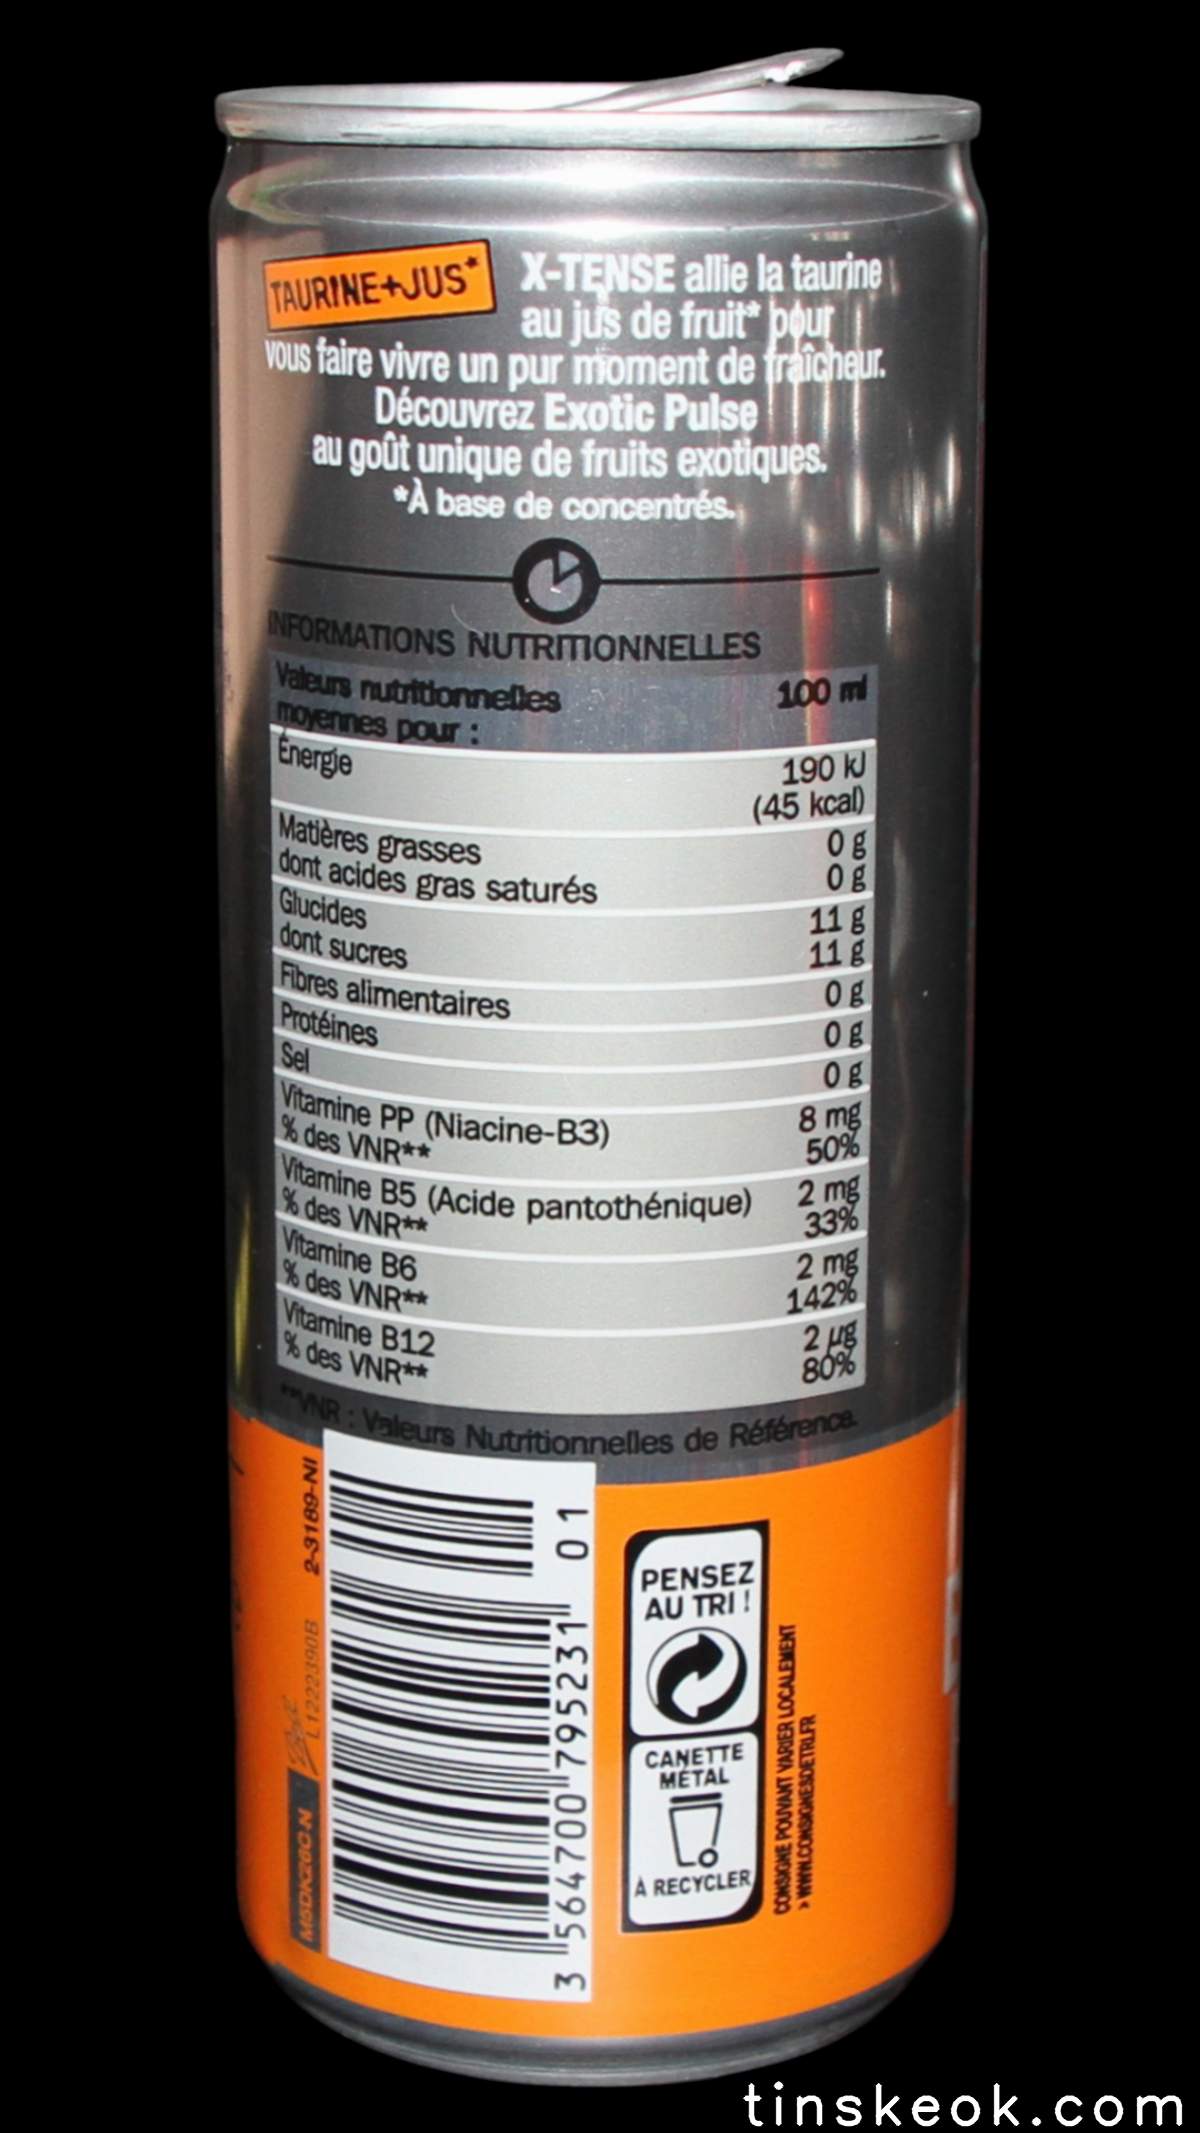 TAURINE+JUS*
X-TENSE allie la taurine
au jus de fruit* pour
vous faire vivre un pur moment de fraîcheur.
Découvrez Exotic Pulse
au goût unique de fruits exotiques.
*À base de concentrés.
INFORMATIONS NUTRITIONNELLES
Valeurs nutritionnelles
moyennes pour : 100 ml
Énergie 190 kJ
(45 kcal)
Matières grasses 0 g
dont acides gras saturés 0 g
Glucides 11 g
dont sucres 11 g
Fibres alimentaires 0 g
Protéines 0 g
Sel 0 g
Vitamine PP (Niacine-B3) 8 mg
% des VNR** 50%
Vitamine B5 (Acide pantothénique) 2 mg
% des VNR** 33%
Vitamine B6 2 mg
% des VNR** 142%
Vitamine B12 2 µg
% des VNR** 80%
**VNR : Valeurs Nutritionnelles de Référence.
2-3189-NI
L1222390B
3 564700 795231
01
PENSEZ
AU TRI !
CANETTE
MÉTAL
À RECYCLER
CONSIGNE POUVANT VARIER LOCALEMENT
> WWW.CONSIGNESDETRI.FR
tinskeok.com